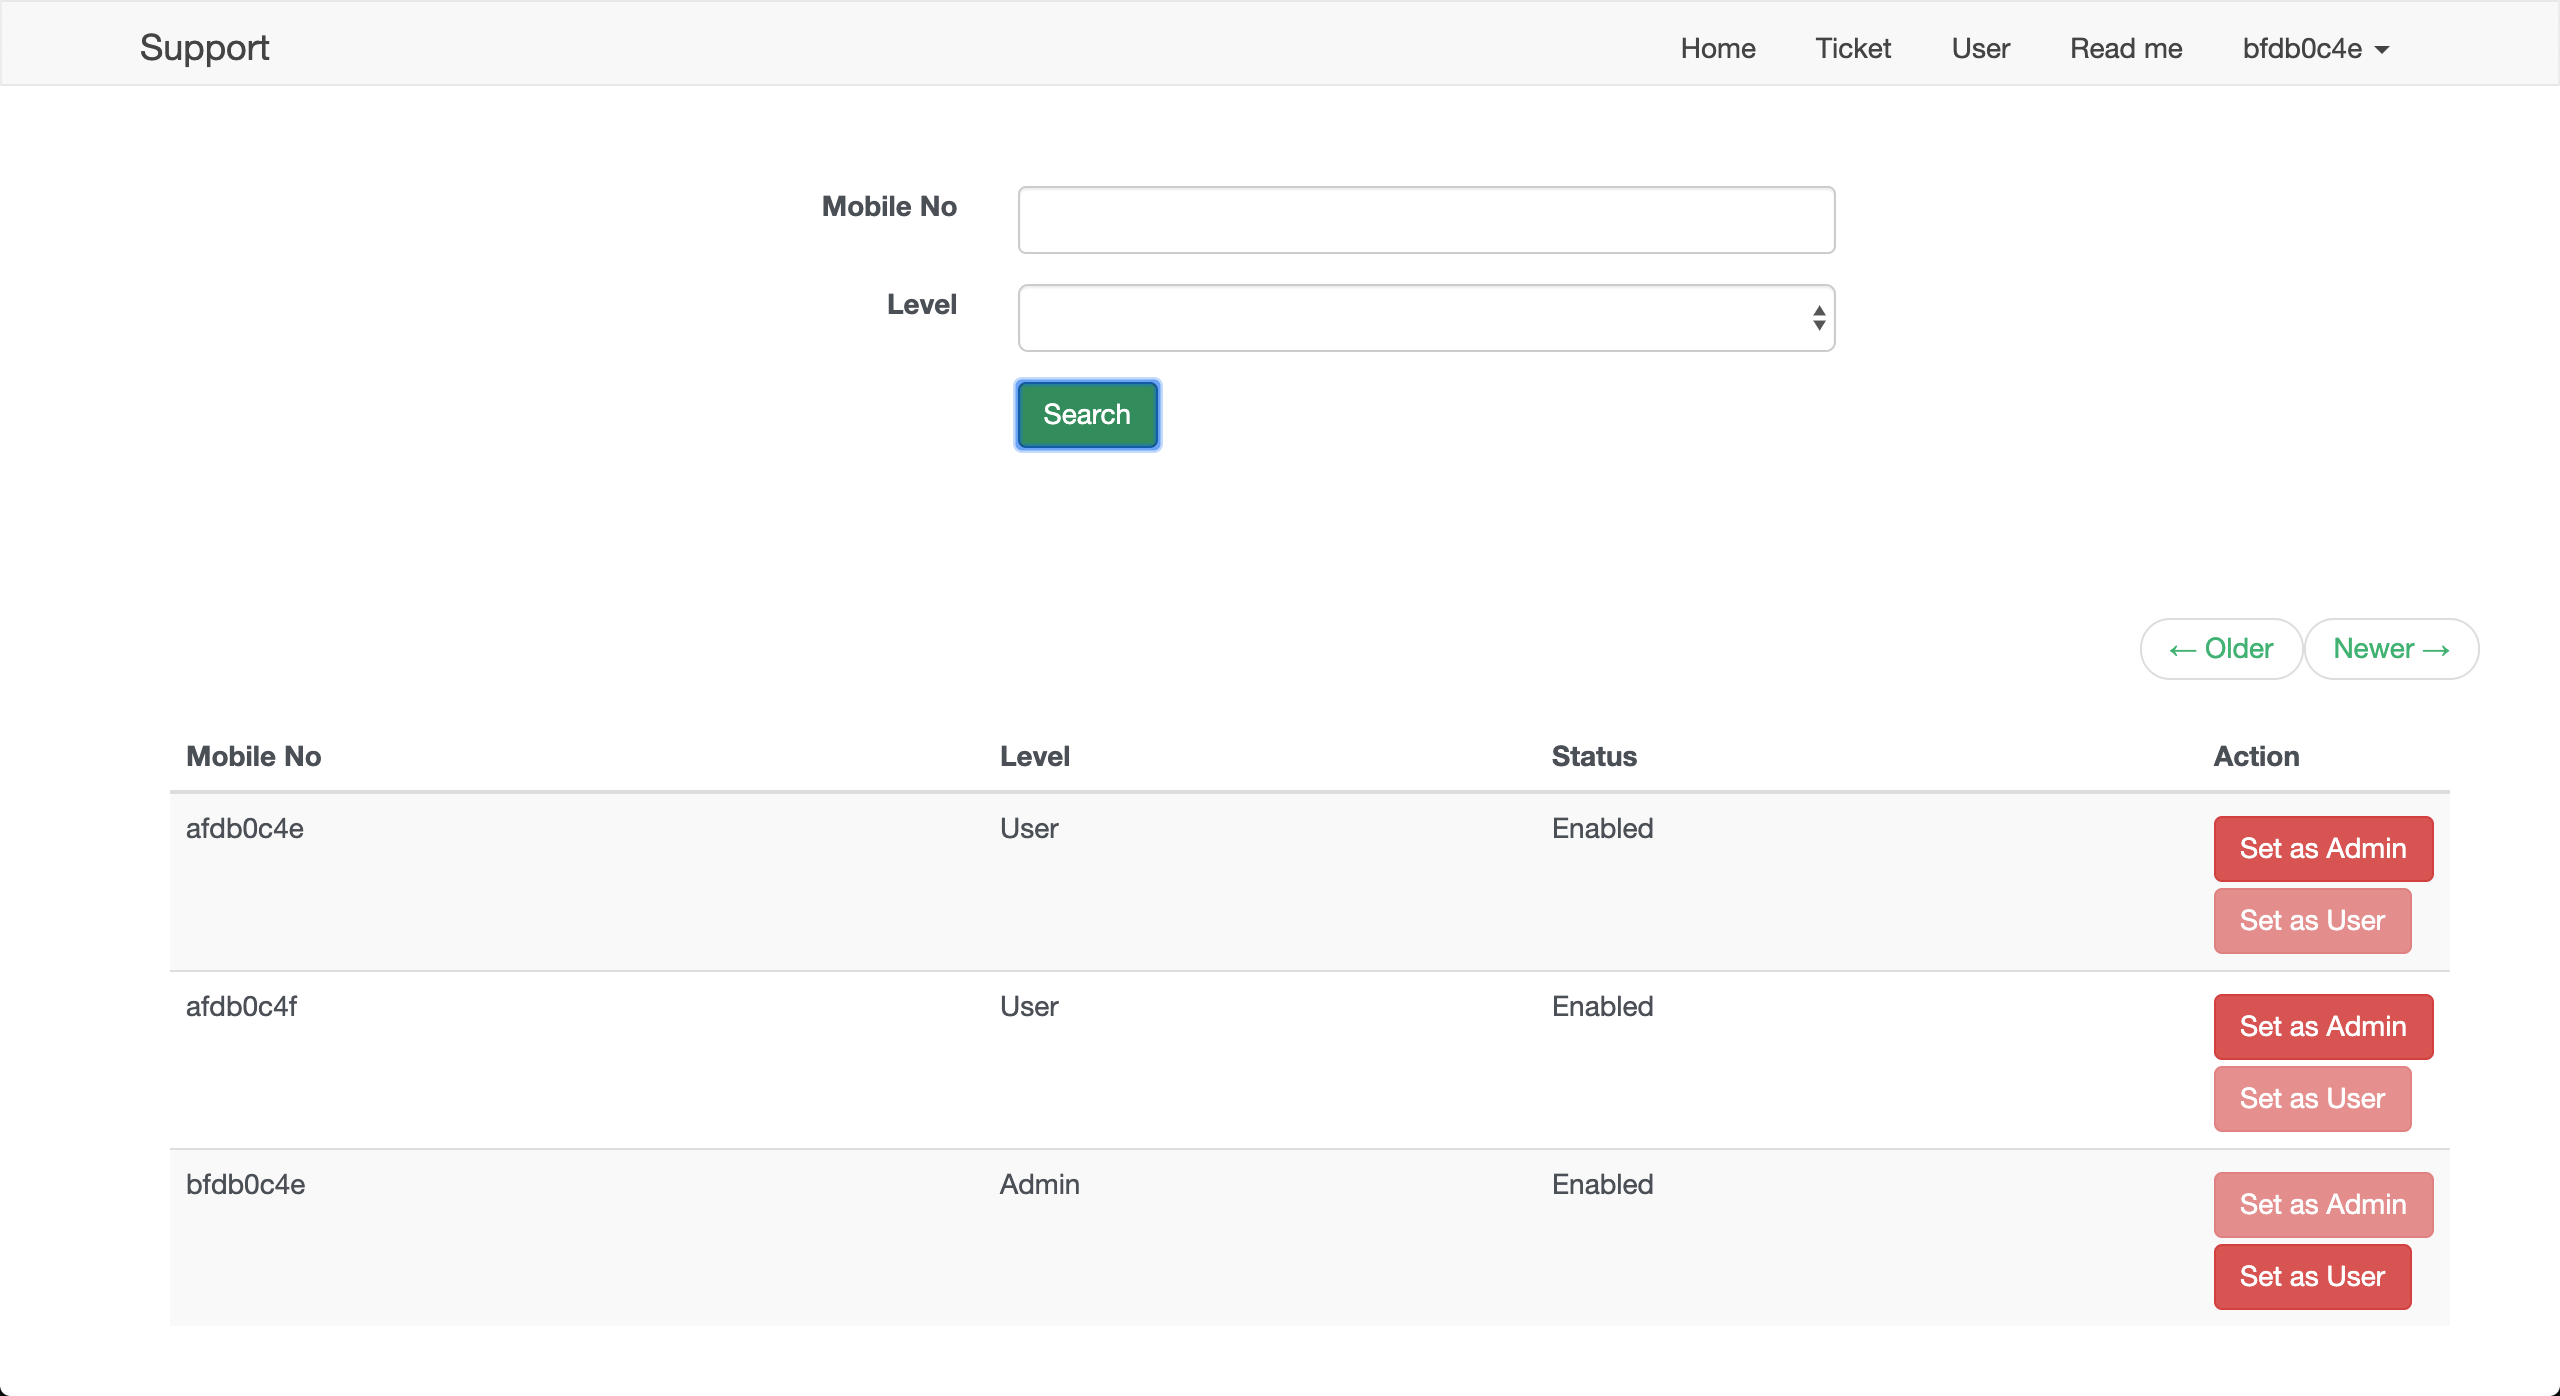 Support Home Ticket User Read me bfdb0c4e
Mobile No
Level
Search
← Older Newer →
Mobile No Level Status Action
afdb0c4e User Enabled Set as Admin
Set as User
afdb0c4f User Enabled Set as Admin
Set as User
bfdb0c4e Admin Enabled Set as Admin
Set as User